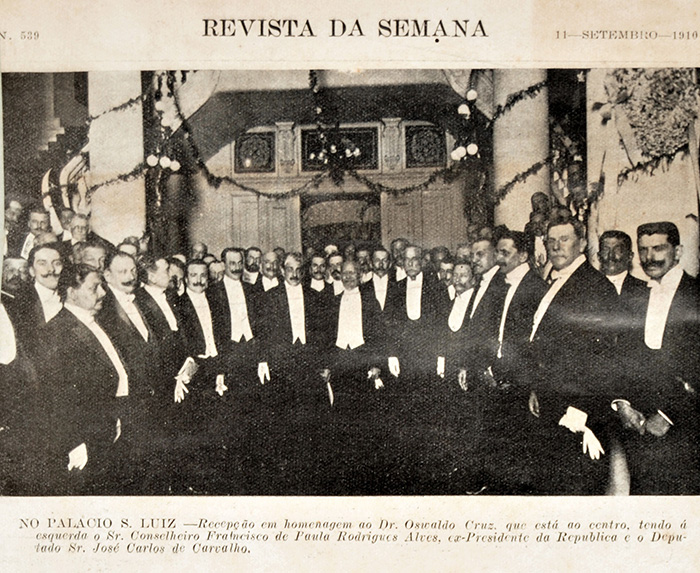 N. 539
REVISTA DA SEMANA
11—SETEMBRO—1910
NO PALACIO S. LUIZ —Recepção em homenagem ao Dr. Oswaldo Cruz, que está ao centro, tendo á
esquerda o Sr. Conselheiro Francisco de Paula Rodrigues Alves, ex-Presidente da Republica e o Depu-
tado Sr. José Carlos de Carvalho.